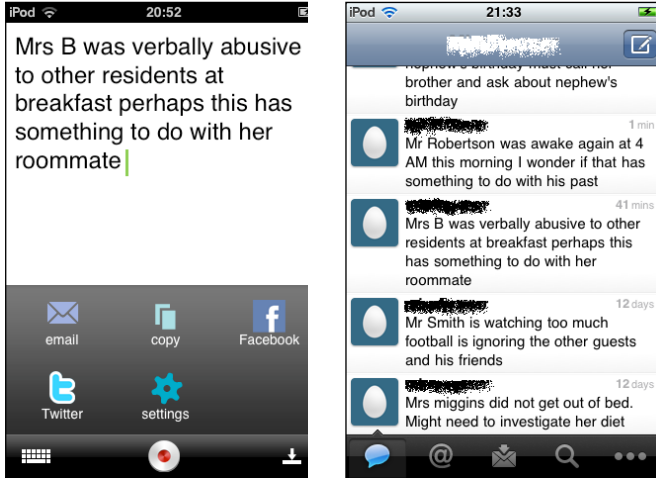 iPod 20:52
Mrs B was verbally abusive
to other residents at
breakfast perhaps this has
something to do with her
roommate
email copy Facebook
Twitter settings
iPod 21:33
nephew's birthday must call her
brother and ask about nephew's
birthday
1 min
Mr Robertson was awake again at 4
AM this morning I wonder if that has
something to do with his past
41 mins
Mrs B was verbally abusive to other
residents at breakfast perhaps this
has something to do with her
roommate
12 days
Mr Smith is watching too much
football is ignoring the other guests
and his friends
12 days
Mrs miggins did not get out of bed.
Might need to investigate her diet
@